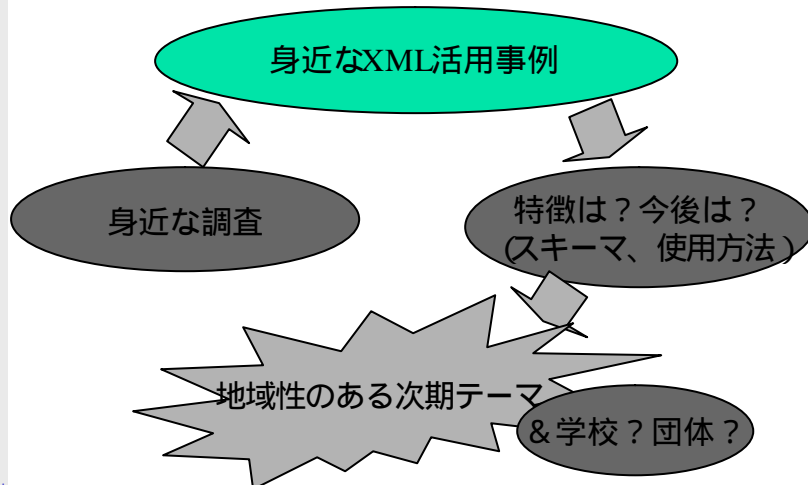 身近なXML活用事例
身近な調査
特徴は？今後は？
(スキーマ、使用方法)
地域性のある次期テーマ
＆学校？団体？